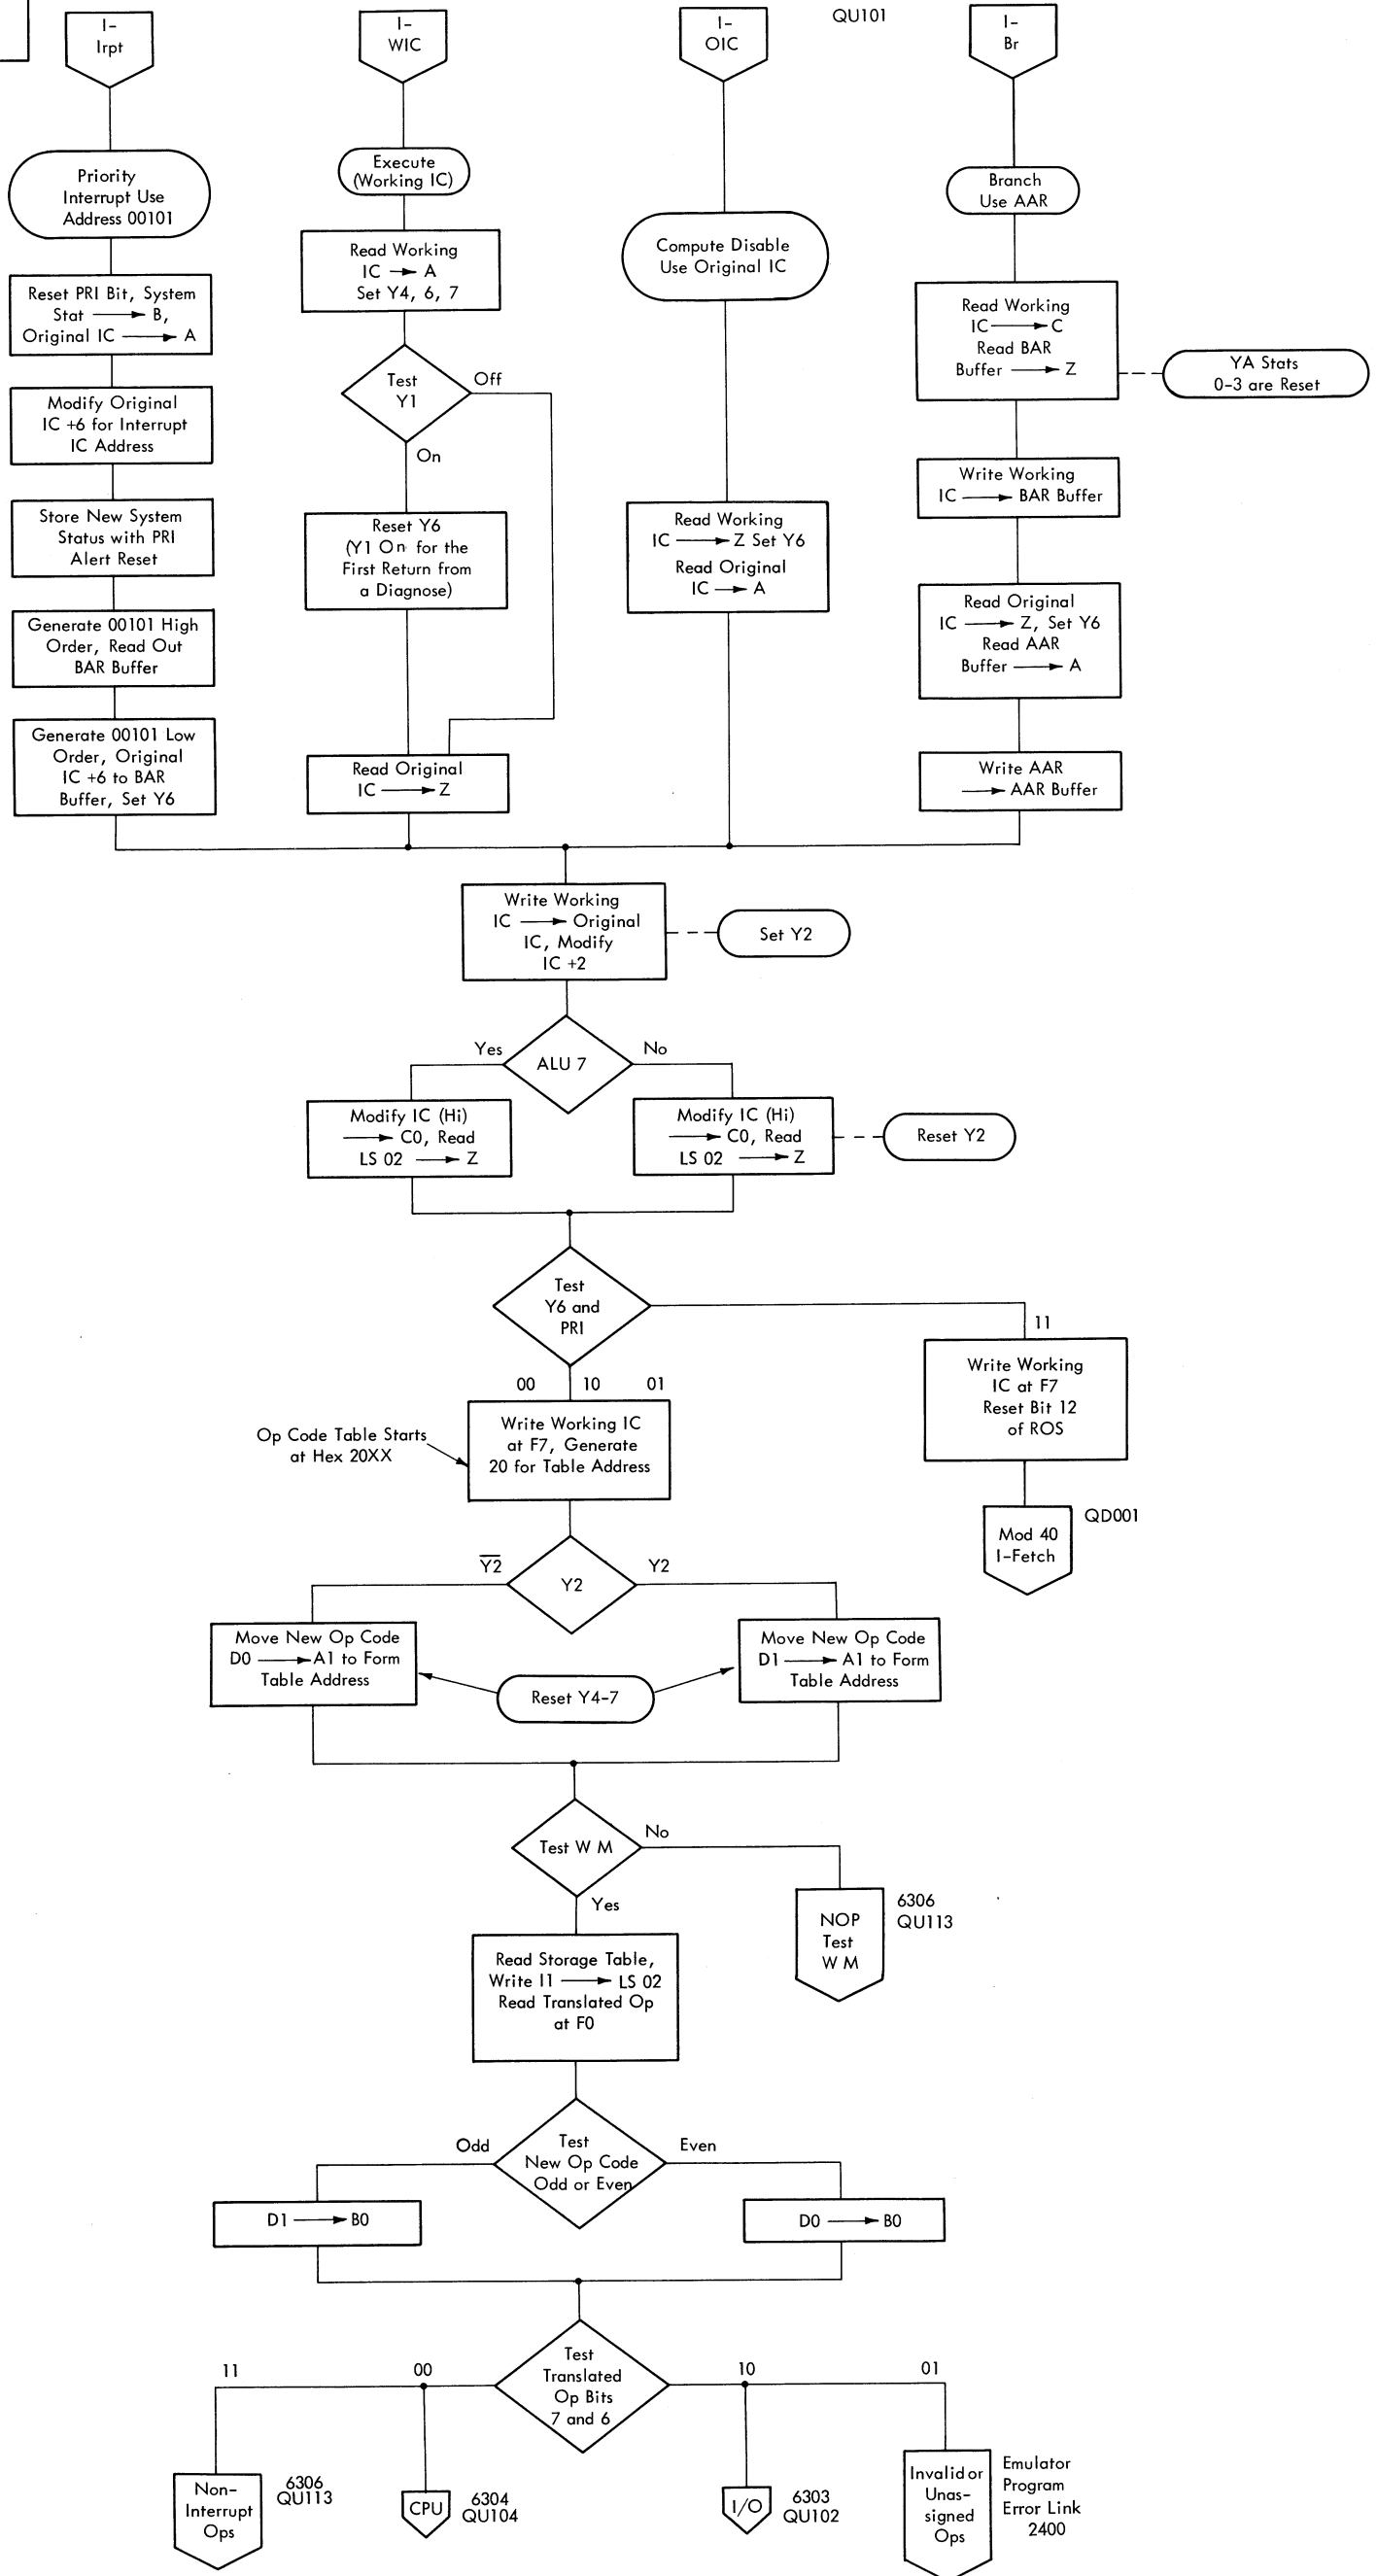 I-
Irpt
I-
WIC
I-
OIC
QU101
I-
Br
Priority
Interrupt Use
Address 00101
Execute
(Working IC)
Compute Disable
Use Original IC
Branch
Use AAR
Reset PRI Bit, System
Stat → B,
Original IC → A
Read Working
IC → A
Set Y4, 6, 7
Read Working
IC → C
Read BAR
Buffer → Z
YA Stats
0-3 are Reset
Modify Original
IC +6 for Interrupt
IC Address
Test
Y1
Off
On
Write Working
IC → BAR Buffer
Store New System
Status with PRI
Alert Reset
Reset Y6
(Y1 On for the
First Return from
a Diagnose)
Read Working
IC → Z Set Y6
Read Original
IC → A
Read Original
IC → Z, Set Y6
Read AAR
Buffer → A
Generate 00101 High
Order, Read Out
BAR Buffer
Generate 00101 Low
Order, Original
IC +6 to BAR
Buffer, Set Y6
Read Original
IC → Z
Write AAR
→ AAR Buffer
Write Working
IC → Original
IC, Modify
IC +2
Set Y2
Yes
ALU 7
No
Modify IC (Hi)
→ C0, Read
LS 02 → Z
Modify IC (Hi)
→ C0, Read
LS 02 → Z
Reset Y2
Test
Y6 and
PRI
11
00 10 01
Write Working
IC at F7
Reset Bit 12
of ROS
Op Code Table Starts
at Hex 20XX
Write Working IC
at F7, Generate
20 for Table Address
Mod 40
I-Fetch
QD001
Y̅2̅
Y2
Y2
Move New Op Code
D0 → A1 to Form
Table Address
Reset Y4-7
Move New Op Code
D1 → A1 to Form
Table Address
Test W M
No
Yes
NOP
Test
W M
6306
QU113
Read Storage Table,
Write I1 → LS 02
Read Translated Op
at F0
Odd
Test
New Op Code
Odd or Even
Even
D1 → B0
D0 → B0
Test
Translated
Op Bits
7 and 6
11
00
10
01
Non-
Interrupt
Ops
6306
QU113
CPU
6304
QU104
I/O
6303
QU102
Invalid or
Unas-
signed
Ops
Emulator
Program
Error Link
2400